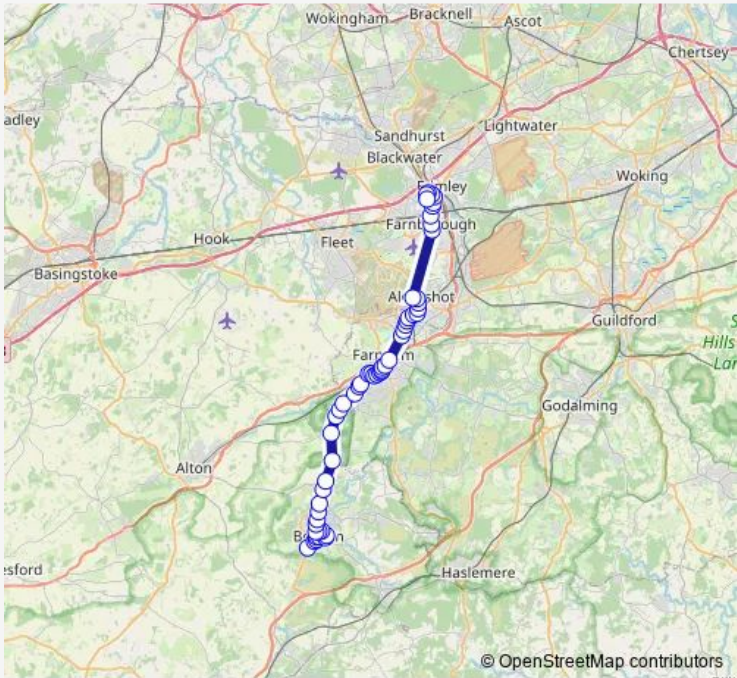 Wokingham
Bracknell
Ascot
Chertsey
adley
Sandhurst
Lightwater
Blackwater
Woking
Hook
Fleet
Basingstoke
Guildford
Hills
Godalming
Alton
esford
Haslemere
© OpenStreetMap contributors